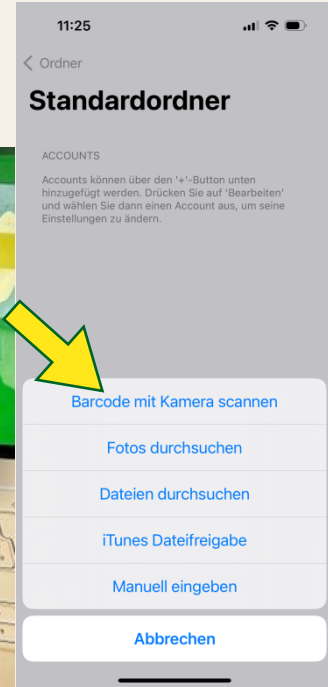 11:25
Ordner
Standardordner
ACCOUNTS
Accounts können über den '+'-Button unten
hinzugefügt werden. Drücken Sie auf 'Bearbeiten'
und wählen Sie dann einen Account aus, um seine
Einstellungen zu ändern.
Barcode mit Kamera scannen
Fotos durchsuchen
Dateien durchsuchen
iTunes Dateifreigabe
Manuell eingeben
Abbrechen